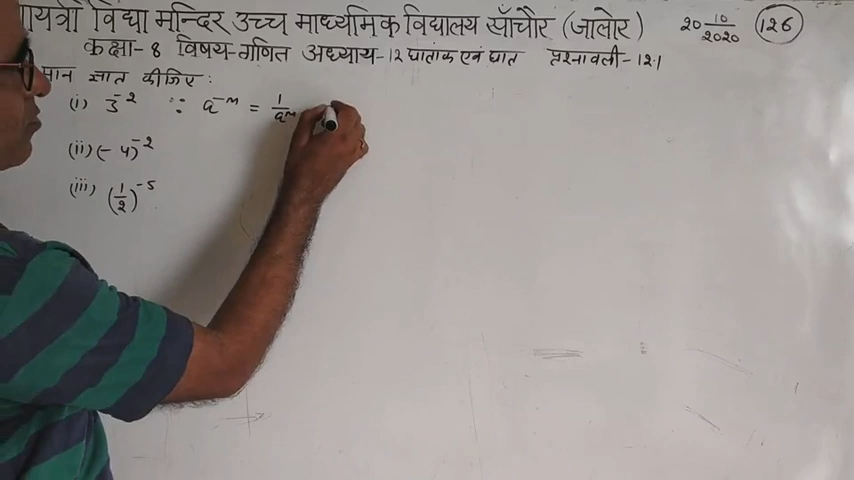 गायत्री विद्या मन्दिर उच्च माध्यमिक विद्यालय साँचौर (जालोर) 20 10/2020 (126)
कक्षा-8 विषय-गणित अध्याय-12 घातांक एवं घात प्रश्नावली-12.1
मान ज्ञात कीजिए:
(i) 3⁻² ∵ a⁻ᵐ = 1/aᵐ
(ii) (-4)⁻²
(iii) (1/2)⁻⁵